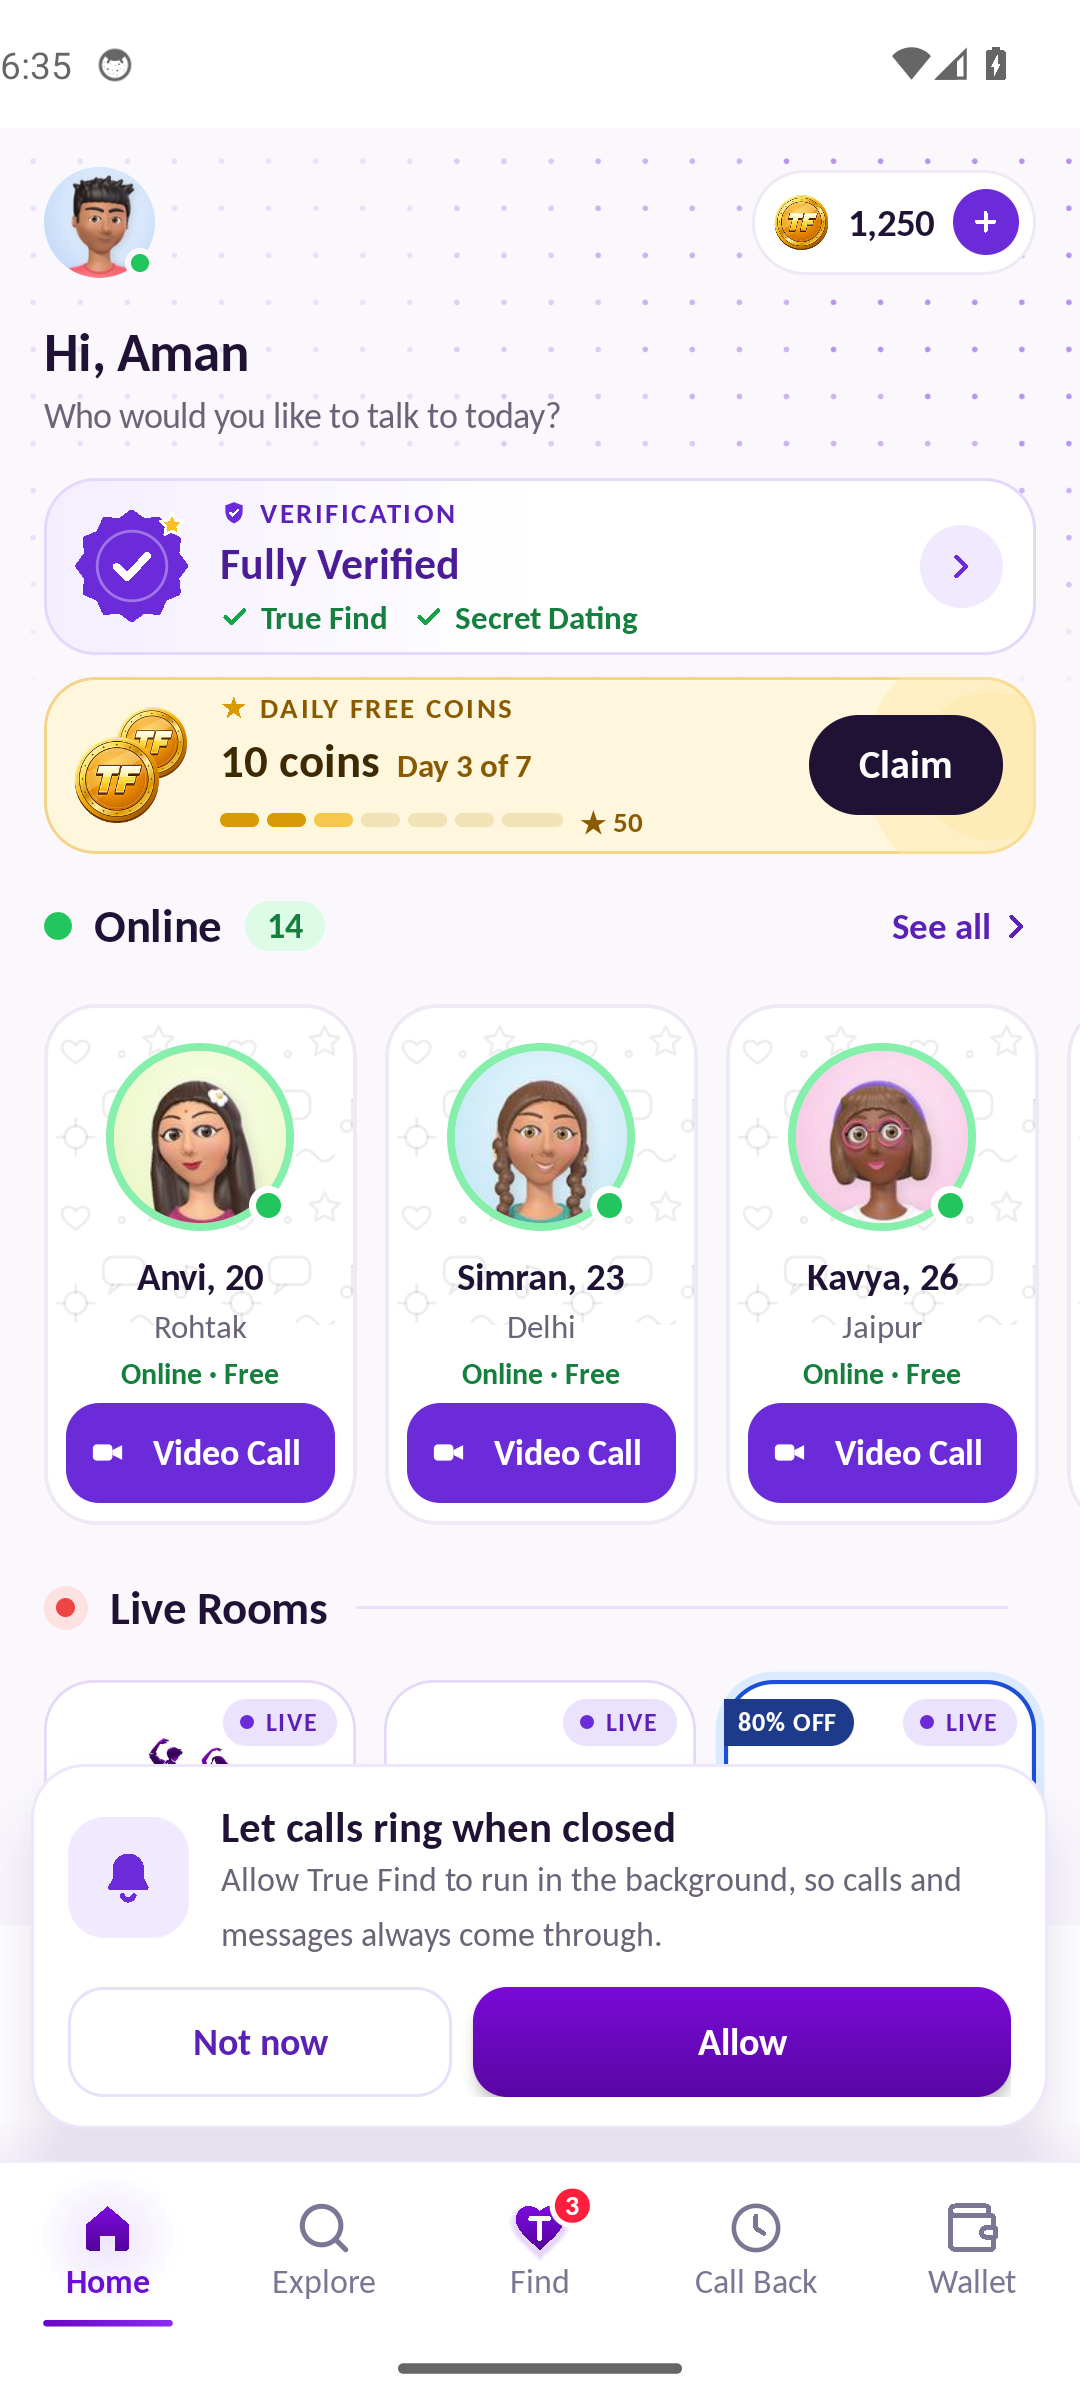 6:35
1,250
Hi, Aman
Who would you like to talk to today?
VERIFICATION
Fully Verified
True Find Secret Dating
TF
TF
TF
DAILY FREE COINS
10 coins Day 3 of 7
★ 50
Claim
Online 14
See all
Anvi, 20
Rohtak
Online · Free
Video Call
Simran, 23
Delhi
Online · Free
Video Call
Kavya, 26
Jaipur
Online · Free
Video Call
Live Rooms
LIVE
LIVE
80% OFF
LIVE
Let calls ring when closed
Allow True Find to run in the background, so calls and
messages always come through.
Not now
Allow
T
3
Home
Explore
Find
Call Back
Wallet